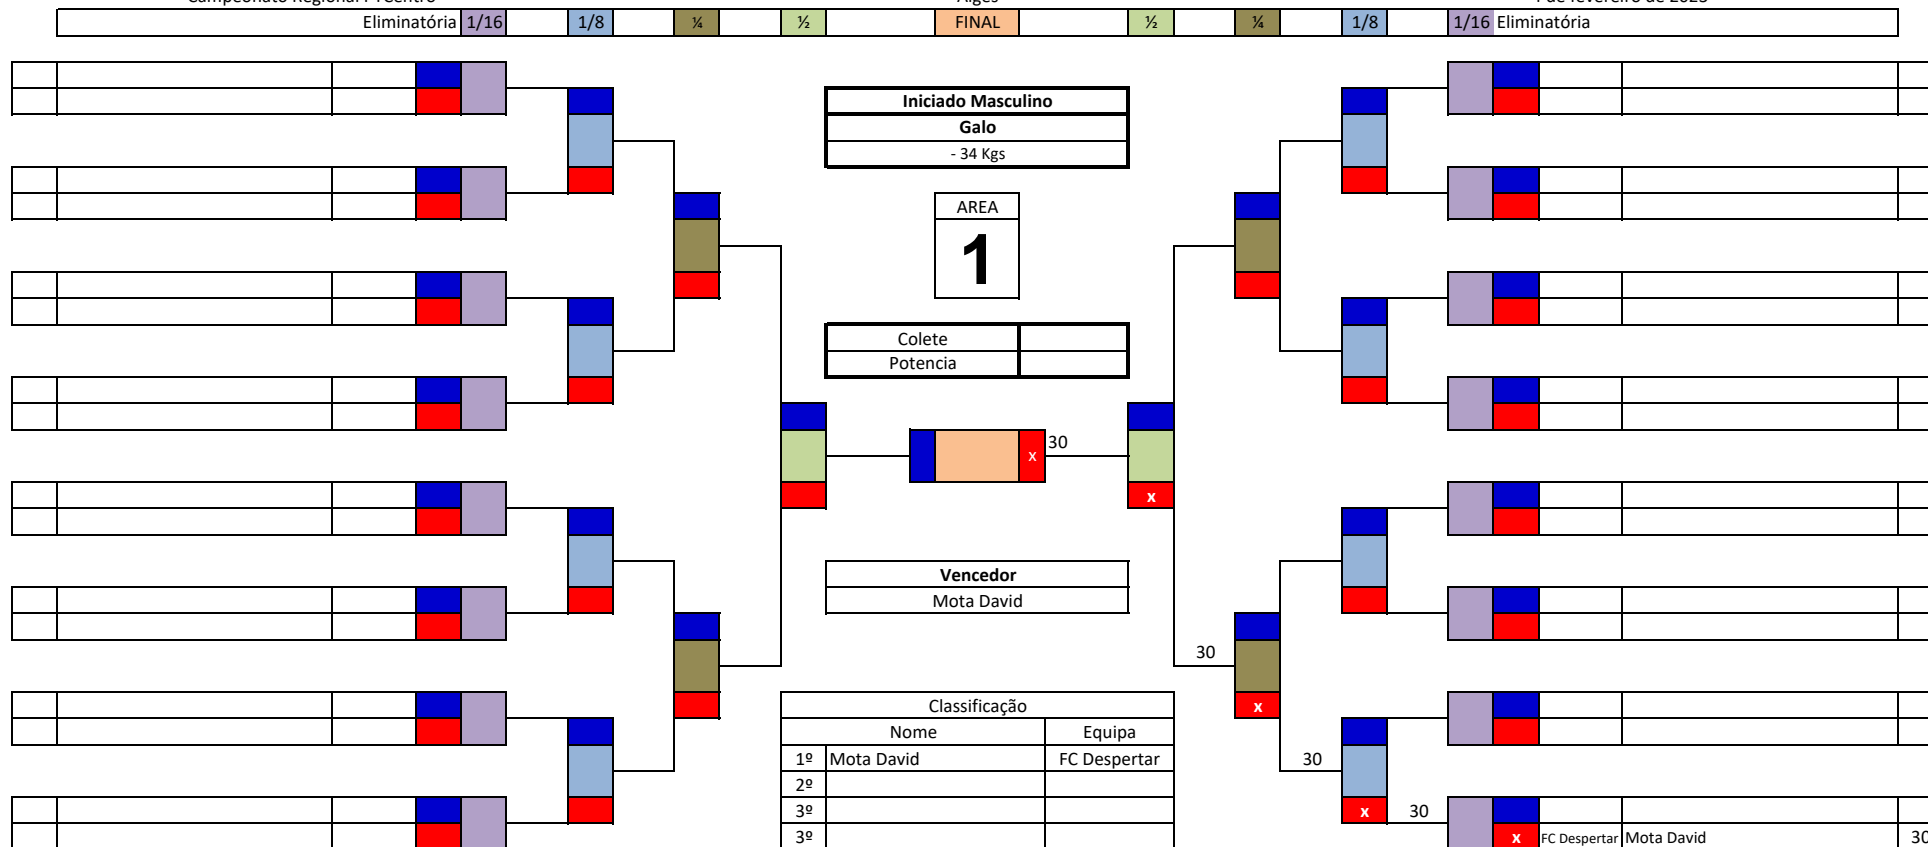 Eliminatória 1/16 1/8 ¼ ½ FINAL ½ ¼ 1/8 1/16 Eliminatória
Iniciado Masculino
Galo
- 34 Kgs
AREA
1
Colete
Potencia
x 30
x
Vencedor
Mota David
30
x
Classificação
Nome Equipa
1º Mota David FC Despertar
30
2º
3º
x 30
3º
x FC Despertar Mota David 30